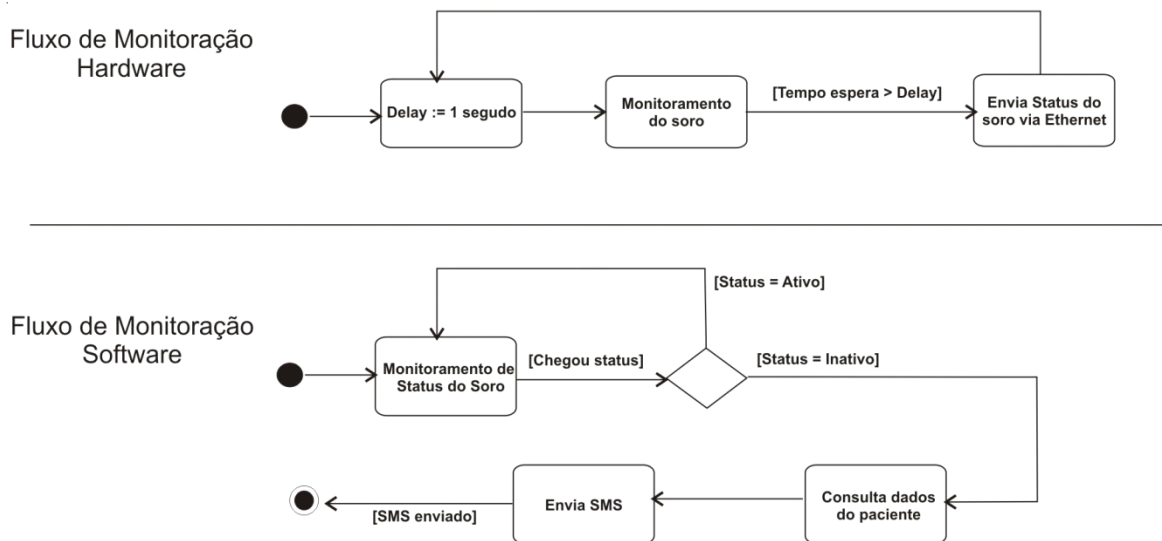 Fluxo de Monitoração
Hardware
Delay := 1 segudo
Monitoramento
do soro
[Tempo espera > Delay]
Envia Status do
soro via Ethernet
Fluxo de Monitoração
Software
Monitoramento de
Status do Soro
[Chegou status]
[Status = Ativo]
[Status = Inativo]
Consulta dados
do paciente
Envia SMS
[SMS enviado]